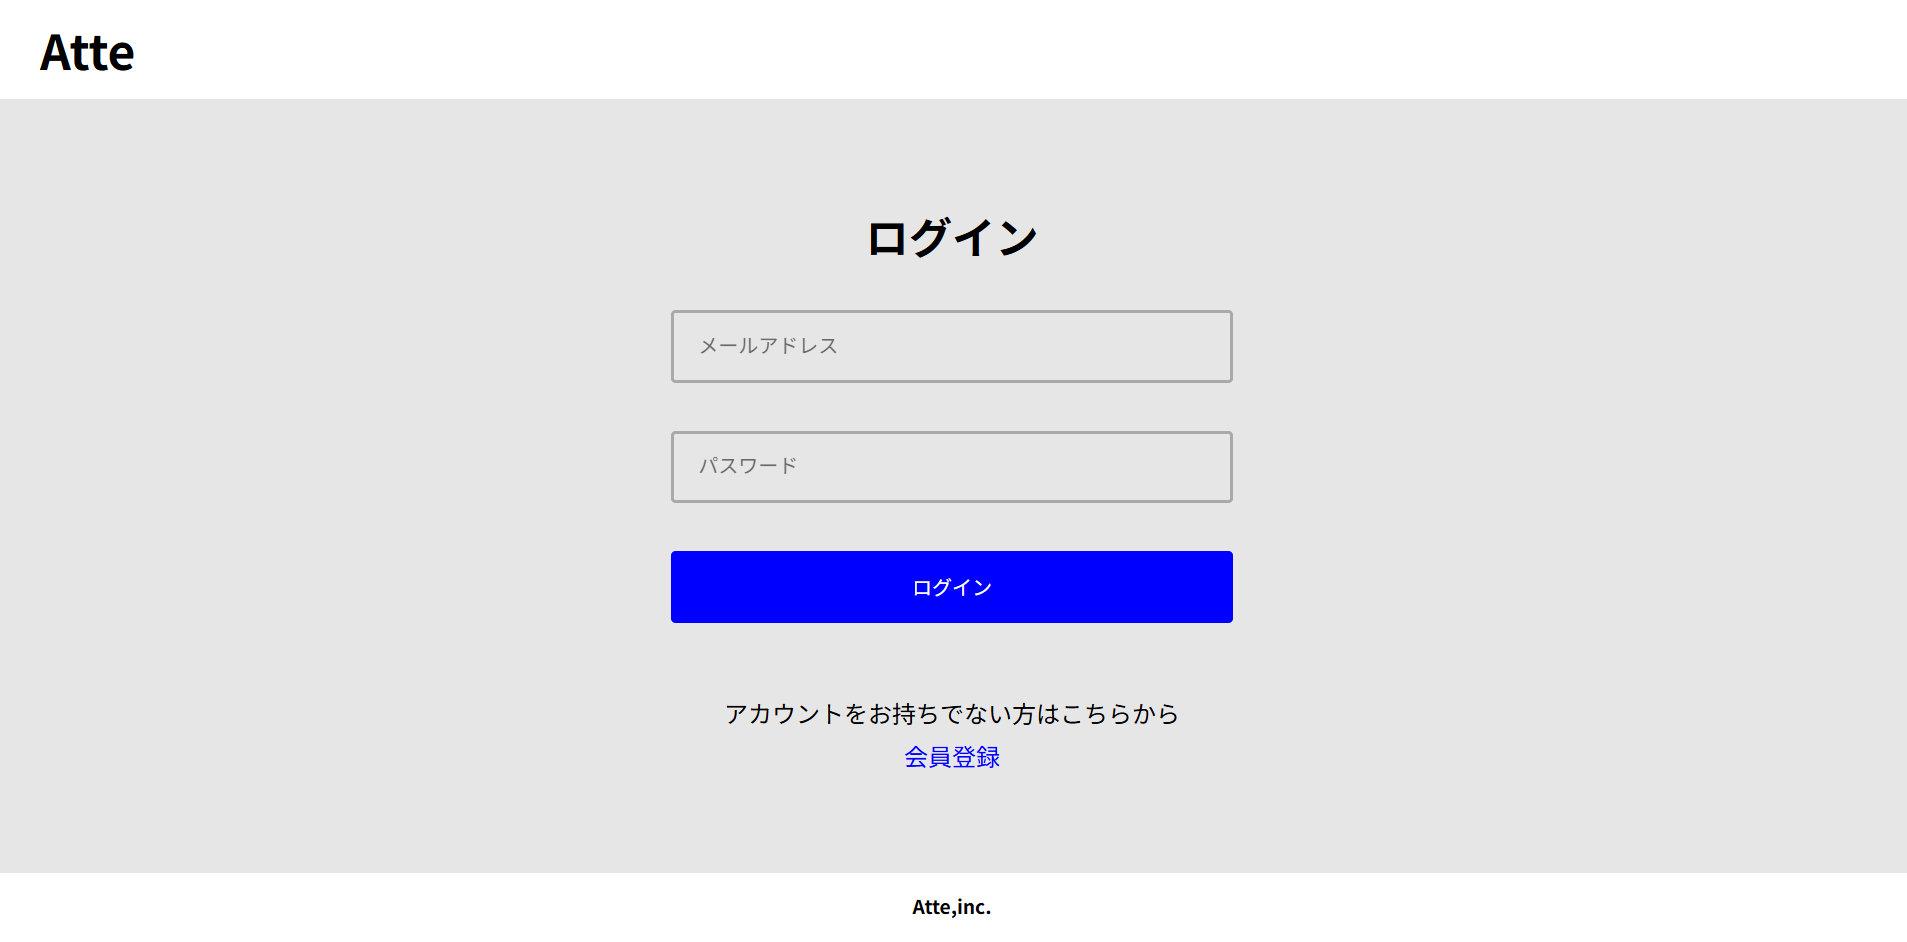 Atte
ログイン
メールアドレス
パスワード
ログイン
アカウントをお持ちでない方はこちらから
会員登録
Atte,inc.